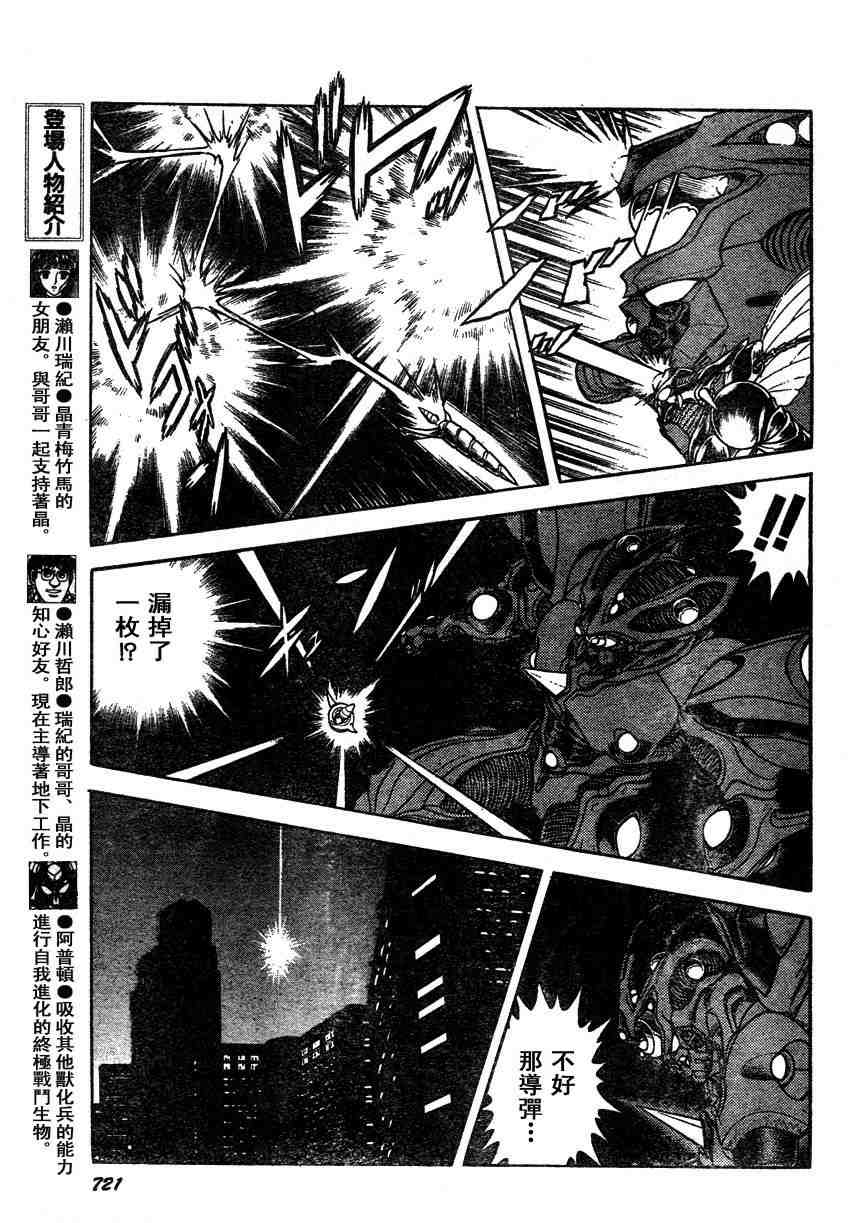 登場人物紹介
●瀨川瑞紀●晶青梅竹馬的
女朋友。與哥哥一起支持著晶。
●瀨川哲郎●瑞紀的哥哥、晶的
知心好友。現在主導著地下工作。
●阿普頓●吸收其他獸化兵的能力
進行自我進化的終極戰鬥生物。
!!
漏掉了
一枚!?
不好
那導彈…
721